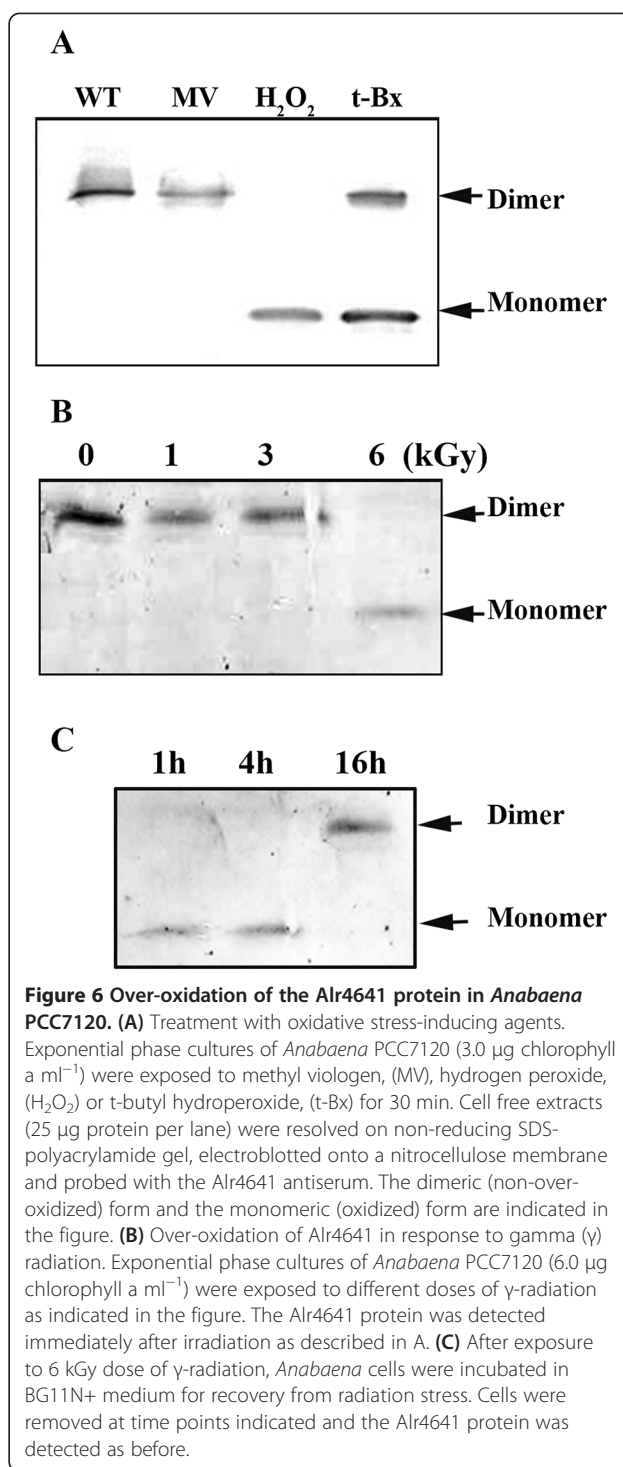 A
WT MV H₂O₂ t-Bx
Dimer
Monomer
B
0 1 3 6 (kGy)
Dimer
Monomer
C
1h 4h 16h
Dimer
Monomer
Figure 6 Over-oxidation of the Alr4641 protein in Anabaena
PCC7120. (A) Treatment with oxidative stress-inducing agents.
Exponential phase cultures of Anabaena PCC7120 (3.0 μg chlorophyll
a ml⁻¹) were exposed to methyl viologen, (MV), hydrogen peroxide,
(H₂O₂) or t-butyl hydroperoxide, (t-Bx) for 30 min. Cell free extracts
(25 μg protein per lane) were resolved on non-reducing SDS-
polyacrylamide gel, electroblotted onto a nitrocellulose membrane
and probed with the Alr4641 antiserum. The dimeric (non-over-
oxidized) form and the monomeric (oxidized) form are indicated in
the figure. (B) Over-oxidation of Alr4641 in response to gamma (γ)
radiation. Exponential phase cultures of Anabaena PCC7120 (6.0 μg
chlorophyll a ml⁻¹) were exposed to different doses of γ-radiation
as indicated in the figure. The Alr4641 protein was detected
immediately after irradiation as described in A. (C) After exposure
to 6 kGy dose of γ-radiation, Anabaena cells were incubated in
BG11N+ medium for recovery from radiation stress. Cells were
removed at time points indicated and the Alr4641 protein was
detected as before.